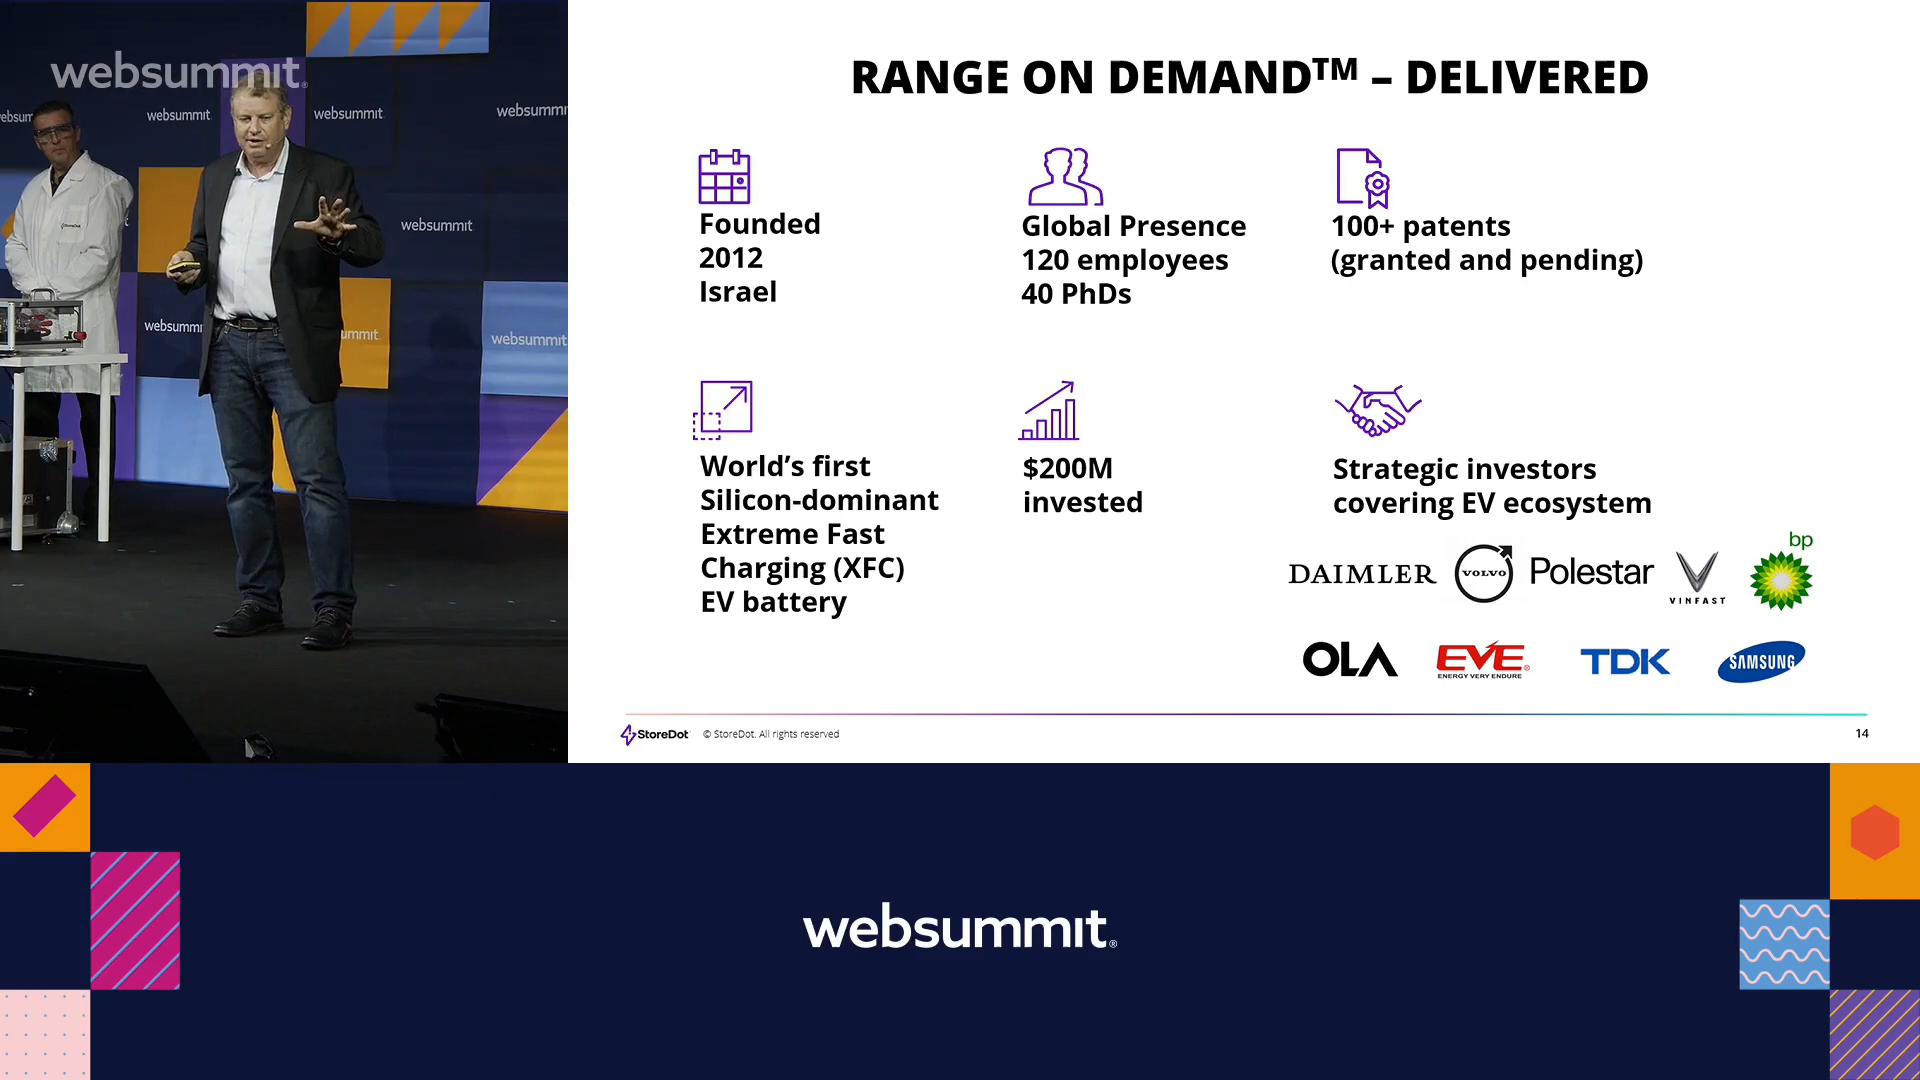 websummit
websummit
websummit
websummit
websummit
websummit
websummit
StoreDot
RANGE ON DEMAND™ – DELIVERED
Founded
2012
Israel
Global Presence
120 employees
40 PhDs
100+ patents
(granted and pending)
World's first
Silicon-dominant
Extreme Fast
Charging (XFC)
EV battery
$200M
invested
Strategic investors
covering EV ecosystem
DAIMLER
VOLVO
Polestar
VINFAST
bp
OLA
EVE®
ENERGY VERY ENDURE
TDK
SAMSUNG
StoreDot
© StoreDot. All rights reserved
14
websummit®